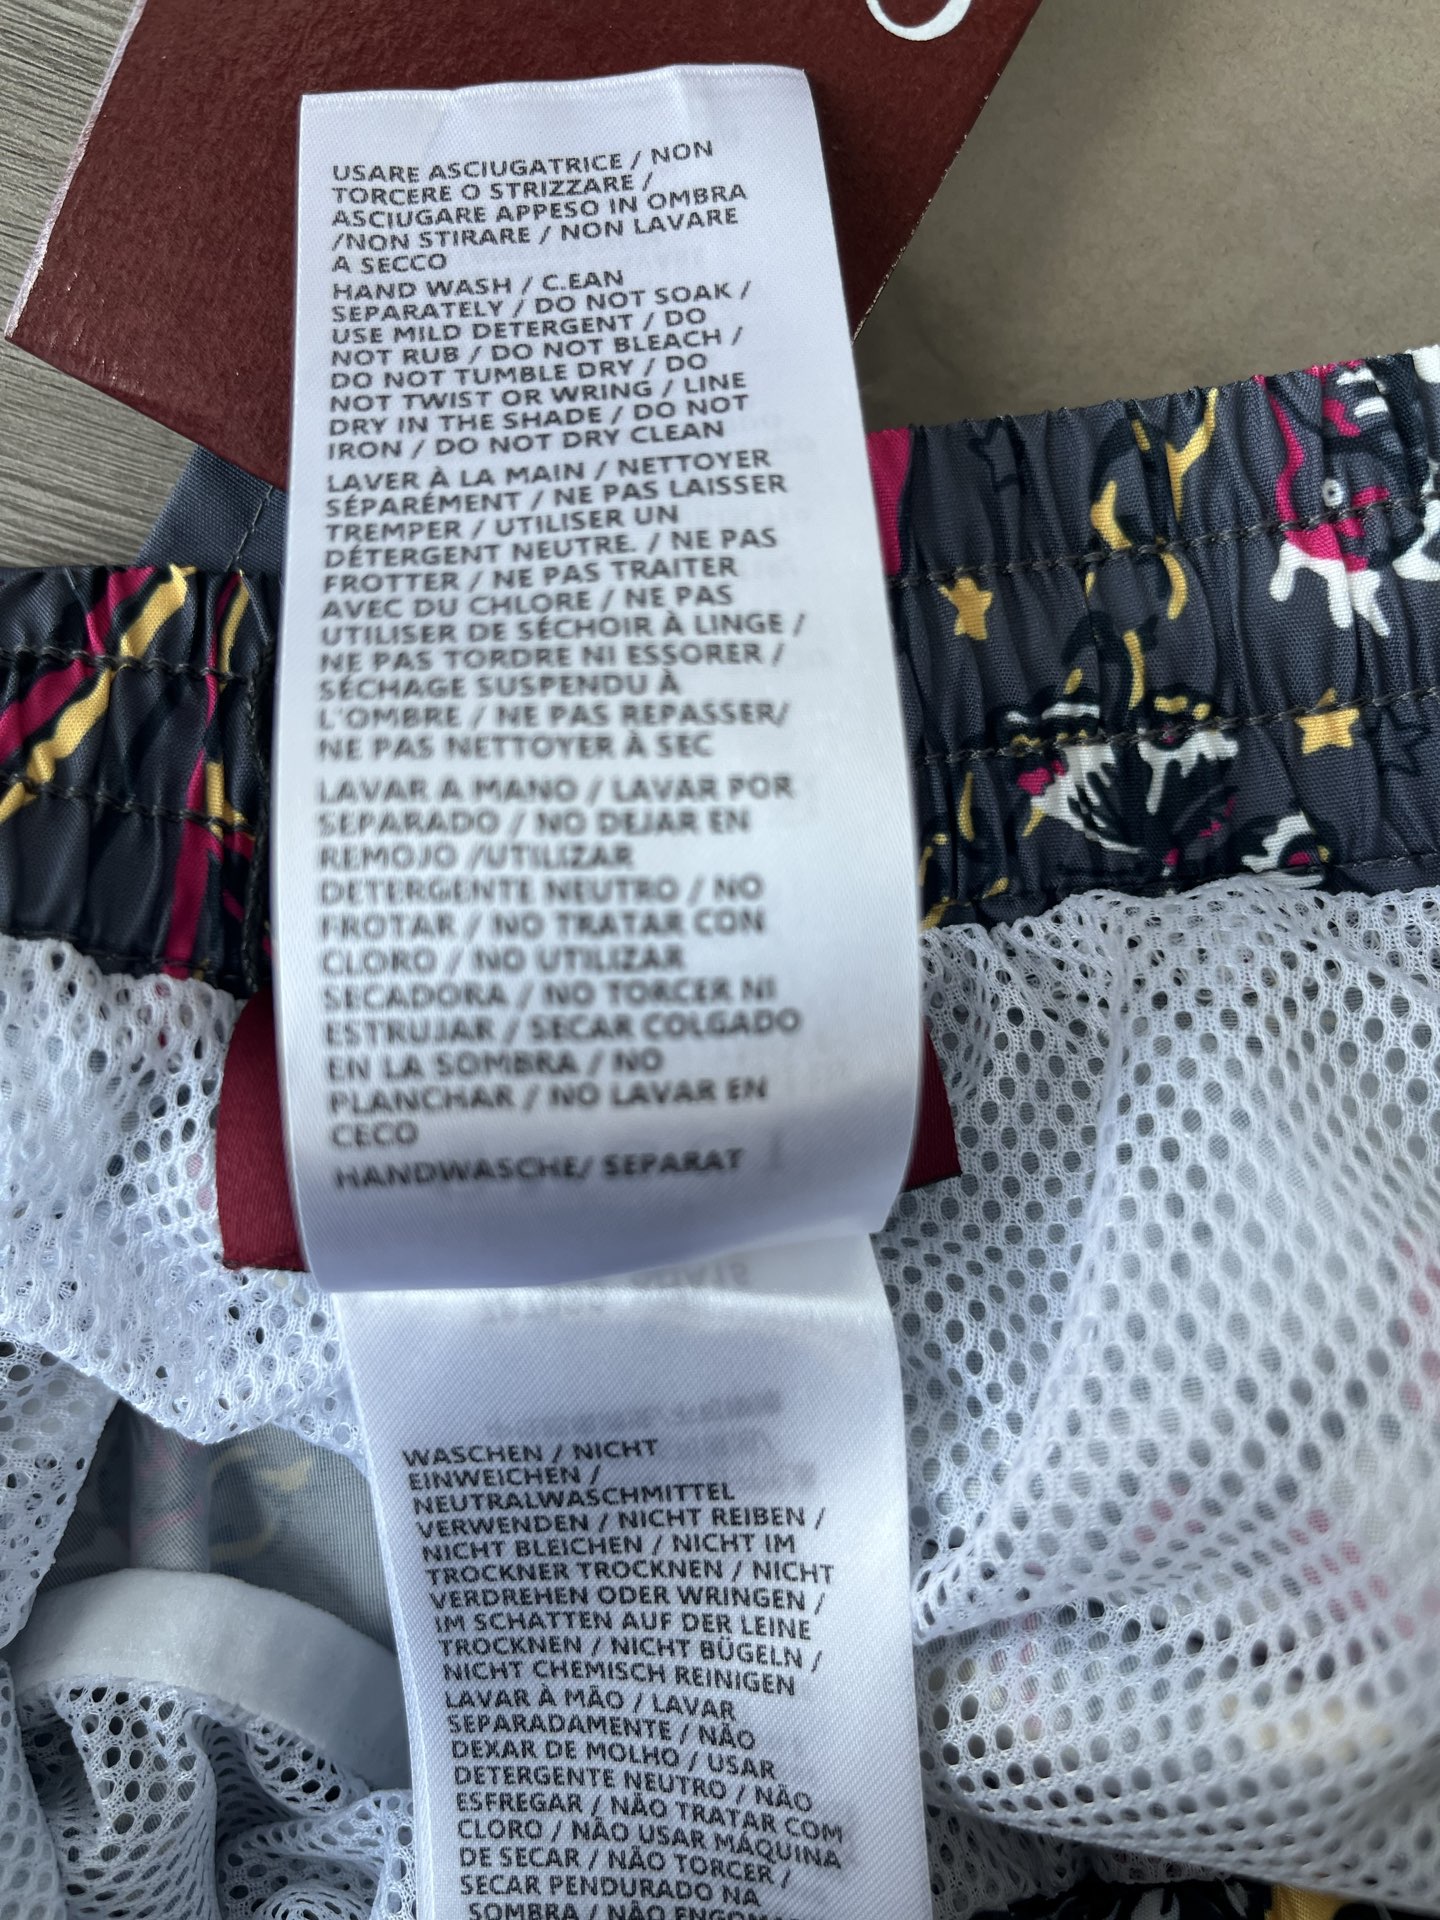 USARE ASCIUGATRICE / NON
TORCERE O STRIZZARE /
ASCIUGARE APPESO IN OMBRA
/NON STIRARE / NON LAVARE
A SECCO
HAND WASH / C.EAN
SEPARATELY / DO NOT SOAK /
USE MILD DETERGENT / DO
NOT RUB / DO NOT BLEACH /
DO NOT TUMBLE DRY / DO
NOT TWIST OR WRING / LINE
DRY IN THE SHADE / DO NOT
IRON / DO NOT DRY CLEAN
LAVER À LA MAIN / NETTOYER
SÉPARÉMENT / NE PAS LAISSER
TREMPER / UTILISER UN
DÉTERGENT NEUTRE. / NE PAS
FROTTER / NE PAS TRAITER
AVEC DU CHLORE / NE PAS
UTILISER DE SÉCHOIR À LINGE /
NE PAS TORDRE NI ESSORER /
SÉCHAGE SUSPENDU À
L'OMBRE / NE PAS REPASSER/
NE PAS NETTOYER À SEC
LAVAR A MANO / LAVAR POR
SEPARADO / NO DEJAR EN
REMOJO /UTILIZAR
DETERGENTE NEUTRO / NO
FROTAR / NO TRATAR CON
CLORO / NO UTILIZAR
SECADORA / NO TORCER NI
ESTRUJAR / SECAR COLGADO
EN LA SOMBRA / NO
PLANCHAR / NO LAVAR EN
CECO
HANDWASCHE/ SEPARAT
WASCHEN / NICHT
EINWEICHEN /
NEUTRALWASCHMITTEL
VERWENDEN / NICHT REIBEN /
NICHT BLEICHEN / NICHT IM
TROCKNER TROCKNEN / NICHT
VERDREHEN ODER WRINGEN /
IM SCHATTEN AUF DER LEINE
TROCKNEN / NICHT BÜGELN /
NICHT CHEMISCH REINIGEN
LAVAR À MÃO / LAVAR
SEPARADAMENTE / NÃO
DEXAR DE MOLHO / USAR
DETERGENTE NEUTRO / NÃO
ESFREGAR / NÃO TRATAR COM
CLORO / NÃO USAR MÁQUINA
DE SECAR / NÃO TORCER /
SECAR PENDURADO NA
SOMBRA / NÃO